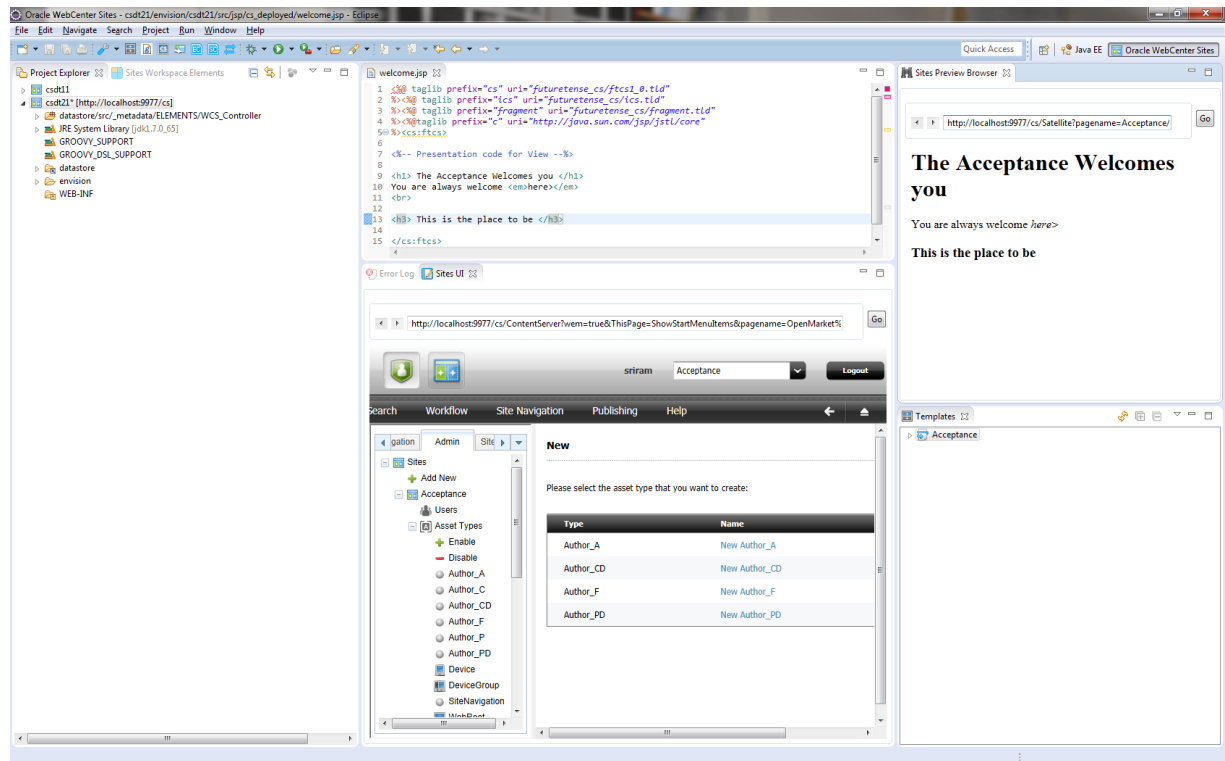 Oracle WebCenter Sites - csdt21/envision/csdt21/src/jsp/cs_deployed/welcome.jsp - Eclipse
File Edit Navigate Search Project Run Window Help
Quick Access Java EE Oracle WebCenter Sites
Project Explorer Sites Workspace Elements
csdt11
csdt21* [http://localhost:9977/cs]
datastore/src/_metadata/ELEMENTS/WCS_Controller
JRE System Library [jdk1.7.0_65]
GROOVY_SUPPORT
GROOVY_DSL_SUPPORT
datastore
envision
WEB-INF
welcome.jsp
1 <%@ taglib prefix="cs" uri="futuretense_cs/ftcs1_0.tld"
2 %><%@ taglib prefix="ics" uri="futuretense_cs/ics.tld"
3 %><%@ taglib prefix="fragment" uri="futuretense_cs/fragment.tld"
4 %><%@taglib prefix="c" uri="http://java.sun.com/jsp/jstl/core"
5 %><cs:ftcs>
6
7 <%-- Presentation code for View --%>
8
9 <h1> The Acceptance Welcomes you </h1>
10 You are always welcome <em>here></em>
11 <br>
12
13 <h3> This is the place to be </h3>
14
15 </cs:ftcs>
Error Log Sites UI
http://localhost:9977/cs/ContentServer?wem=true&ThisPage=ShowStartMenuItems&pagename=OpenMarket%
Go
sriram Acceptance Logout
Search Workflow Site Navigation Publishing Help
gation Admin Site
Sites
Add New
Acceptance
Users
Asset Types
Enable
Disable
Author_A
Author_C
Author_CD
Author_F
Author_P
Author_PD
Device
DeviceGroup
SiteNavigation
WebRoot
New
Please select the asset type that you want to create:
Type Name
Author_A New Author_A
Author_CD New Author_CD
Author_F New Author_F
Author_PD New Author_PD
Sites Preview Browser
http://localhost:9977/cs/Satellite?pagename=Acceptance/
Go
The Acceptance Welcomes
you
You are always welcome here>
This is the place to be
Templates
Acceptance